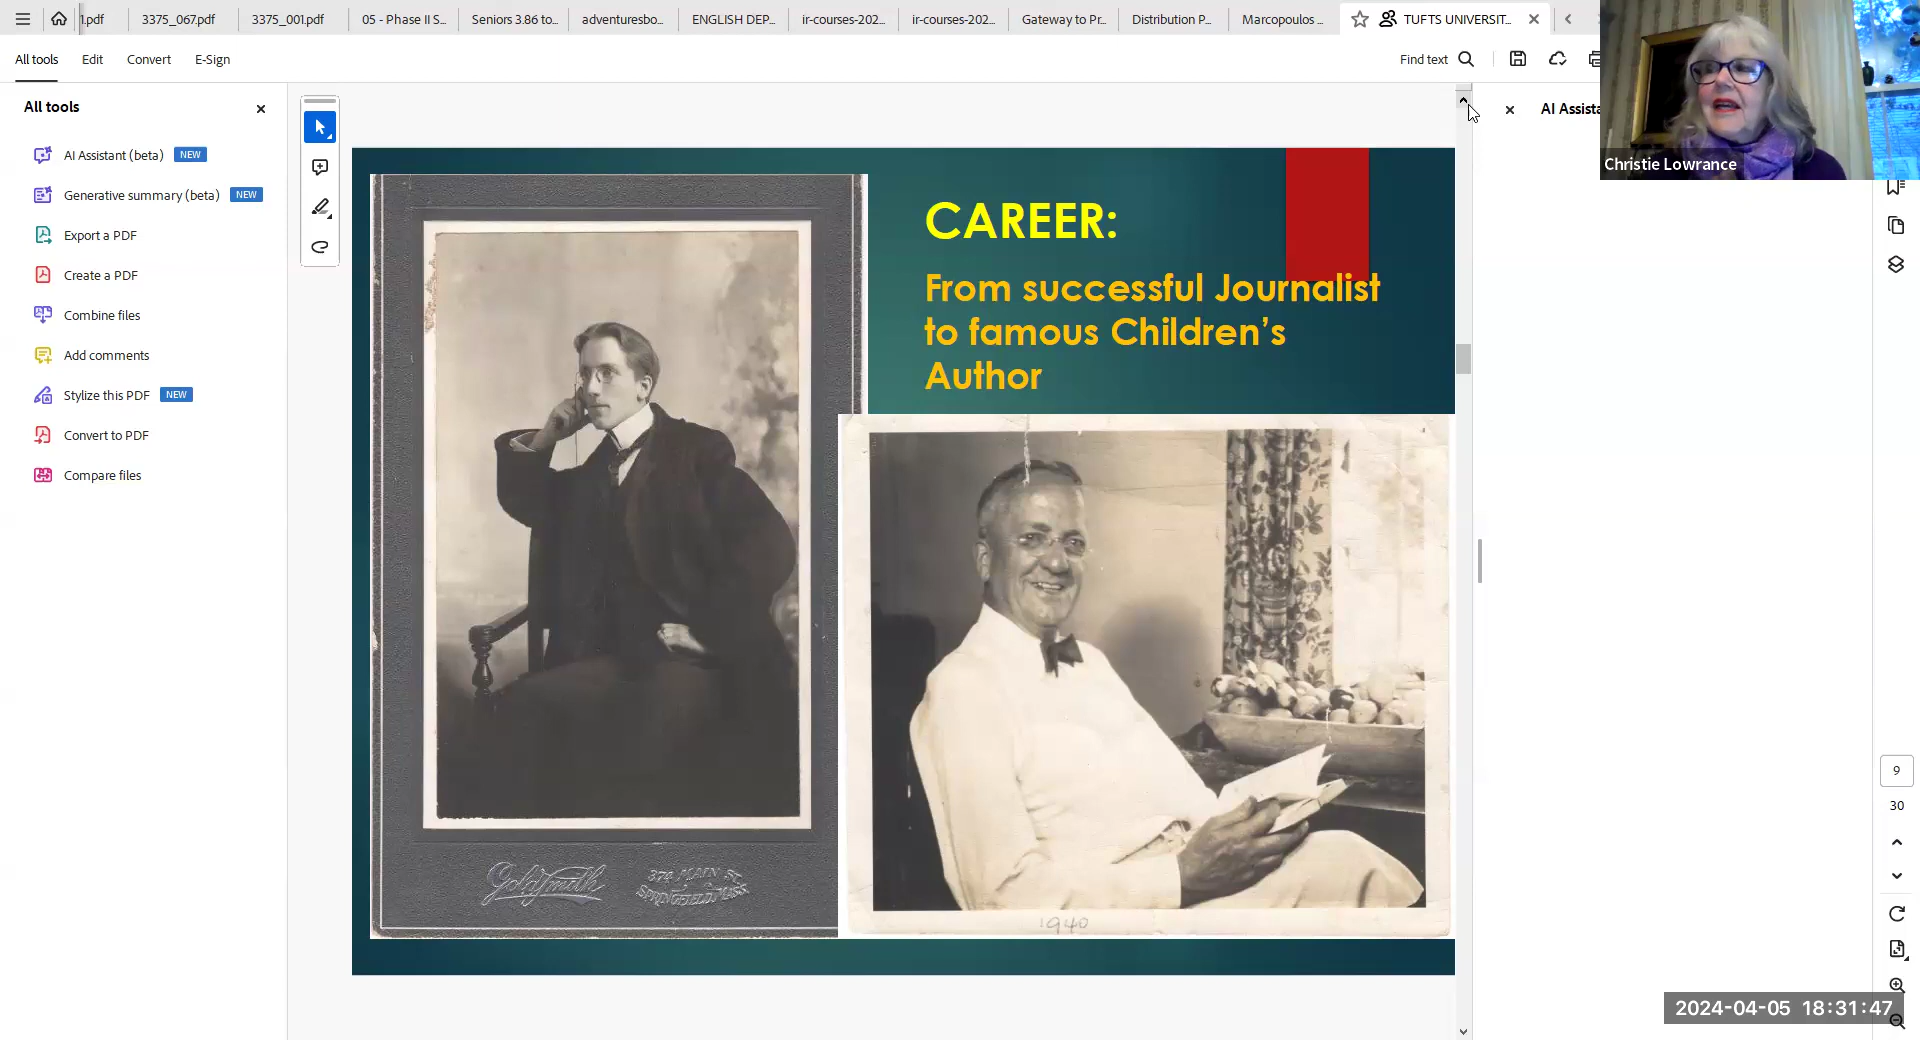 1.pdf
3375_067.pdf
3375_001.pdf
05 - Phase II S...
Seniors 3.86 to...
adventuresbo...
ENGLISH DEP...
ir-courses-202...
ir-courses-202...
Gateway to Pr...
Distribution P...
Marcopoulos ...
TUFTS UNIVERSIT...
All tools
Edit
Convert
E-Sign
Find text
All tools
AI Assistant (beta) NEW
Generative summary (beta) NEW
Export a PDF
Create a PDF
Combine files
Add comments
Stylize this PDF NEW
Convert to PDF
Compare files
CAREER:
From successful Journalist
to famous Children's
Author
Goldsmith
374 MAIN ST.
SPRINGFIELD, MASS.
1940
AI Assista
Christie Lowrance
9
30
2024-04-05 18:31:47